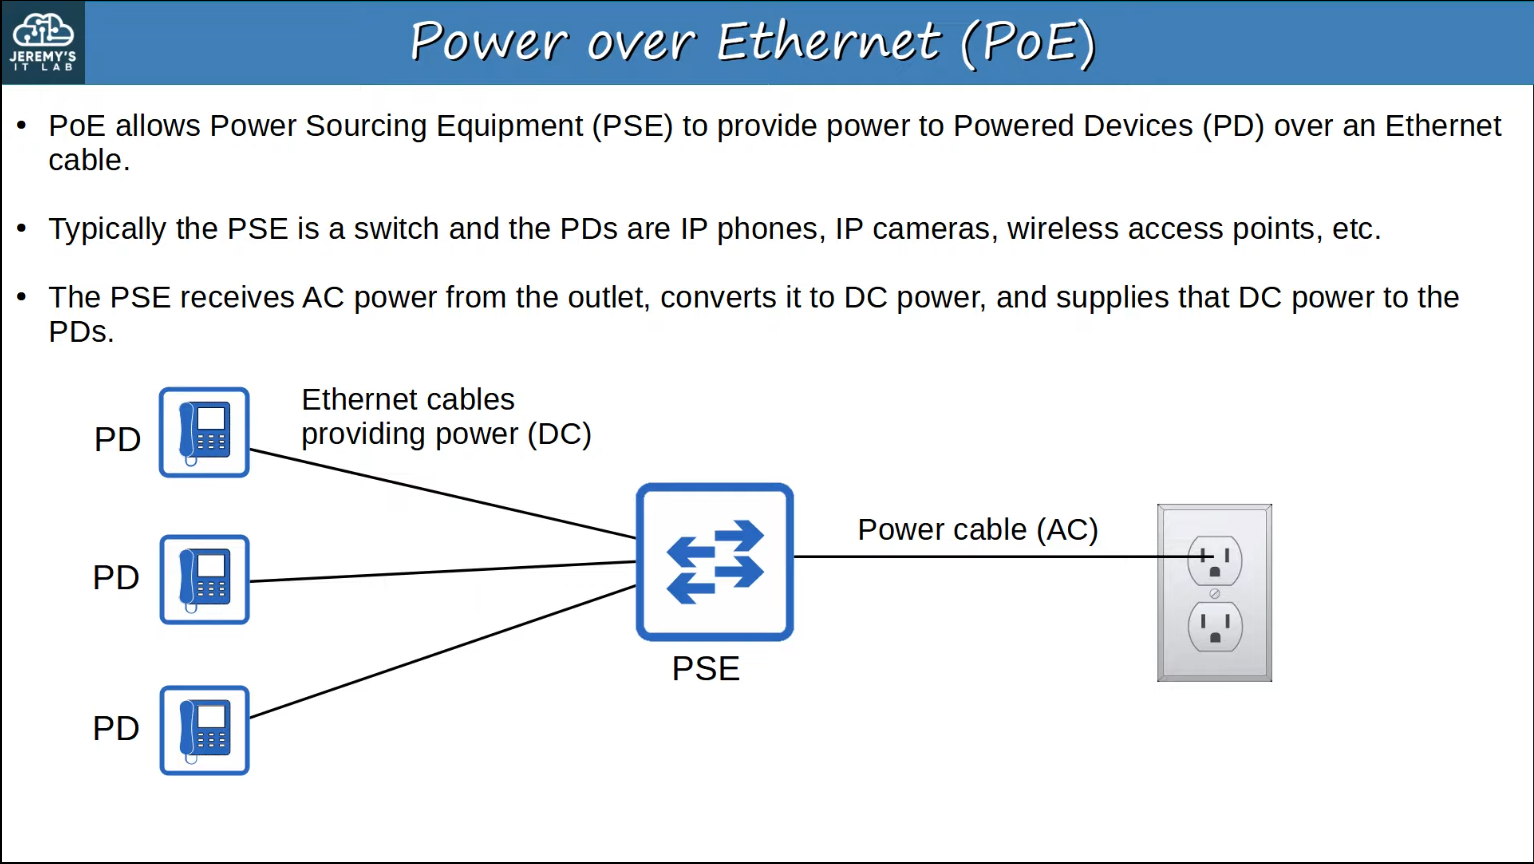 JEREMY'S
IT LAB
Power over Ethernet (PoE)
• PoE allows Power Sourcing Equipment (PSE) to provide power to Powered Devices (PD) over an Ethernet
cable.
• Typically the PSE is a switch and the PDs are IP phones, IP cameras, wireless access points, etc.
• The PSE receives AC power from the outlet, converts it to DC power, and supplies that DC power to the
PDs.
Ethernet cables
providing power (DC)
PD
Power cable (AC)
PD
PSE
PD